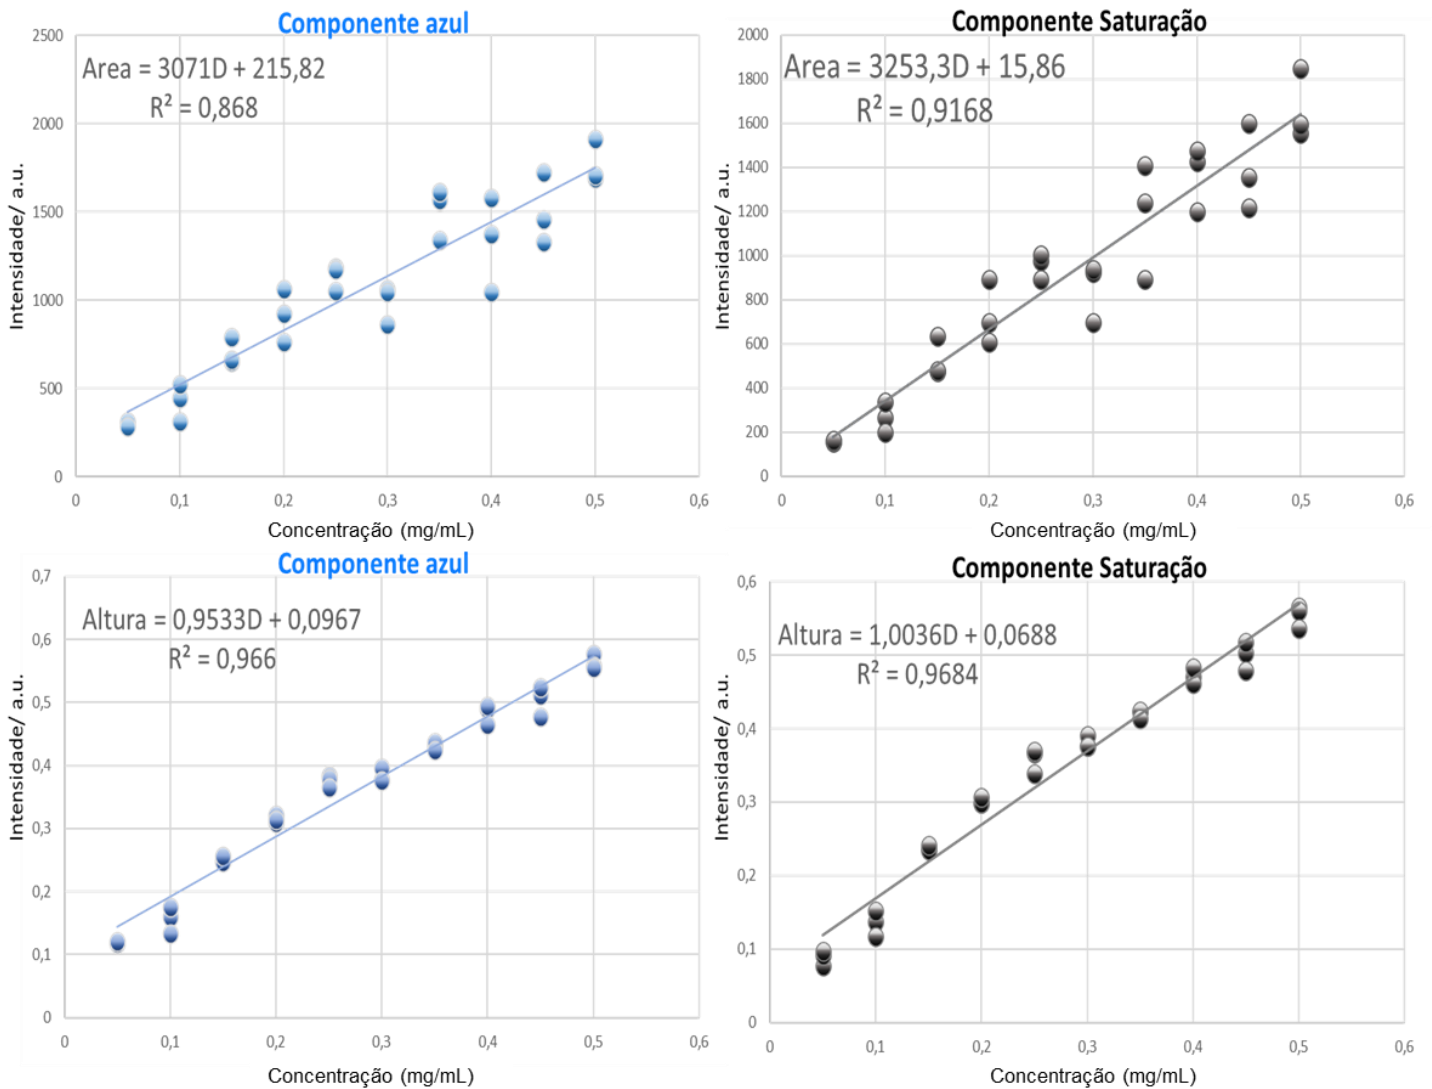 Componente azul
2500
2000
1500
1000
500
0
Area = 3071D + 215,82
R² = 0,868
Intensidade/ a.u.
0 0,1 0,2 0,3 0,4 0,5 0,6
Concentração (mg/mL)
Componente Saturação
2000
1800
1600
1400
1200
1000
800
600
400
200
0
Area = 3253,3D + 15,86
R² = 0,9168
Intensidade/ a.u.
0 0,1 0,2 0,3 0,4 0,5 0,6
Concentração (mg/mL)
Componente azul
0,7
0,6
0,5
0,4
0,3
0,2
0,1
0
Altura = 0,9533D + 0,0967
R² = 0,966
Intensidade/ a.u.
0 0,1 0,2 0,3 0,4 0,5 0,6
Concentração (mg/mL)
Componente Saturação
0,6
0,5
0,4
0,3
0,2
0,1
0
Altura = 1,0036D + 0,0688
R² = 0,9684
Intensidade/ a.u.
0 0,1 0,2 0,3 0,4 0,5 0,6
Concentração (mg/mL)